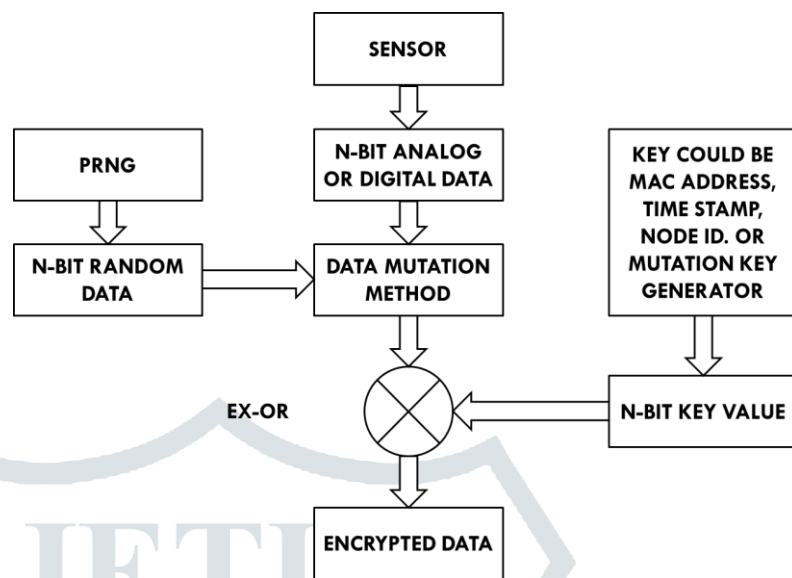 SENSOR
PRNG
N-BIT ANALOG
OR DIGITAL DATA
KEY COULB BE
MAC ADDRESS,
TIME STAMP,
NODE ID. OR
MUTATION KEY
GENERATOR
N-BIT RANDOM
DATA
DATA MUTATION
METHOD
EX-OR
N-BIT KEY VALUE
ENCRYPTED DATA